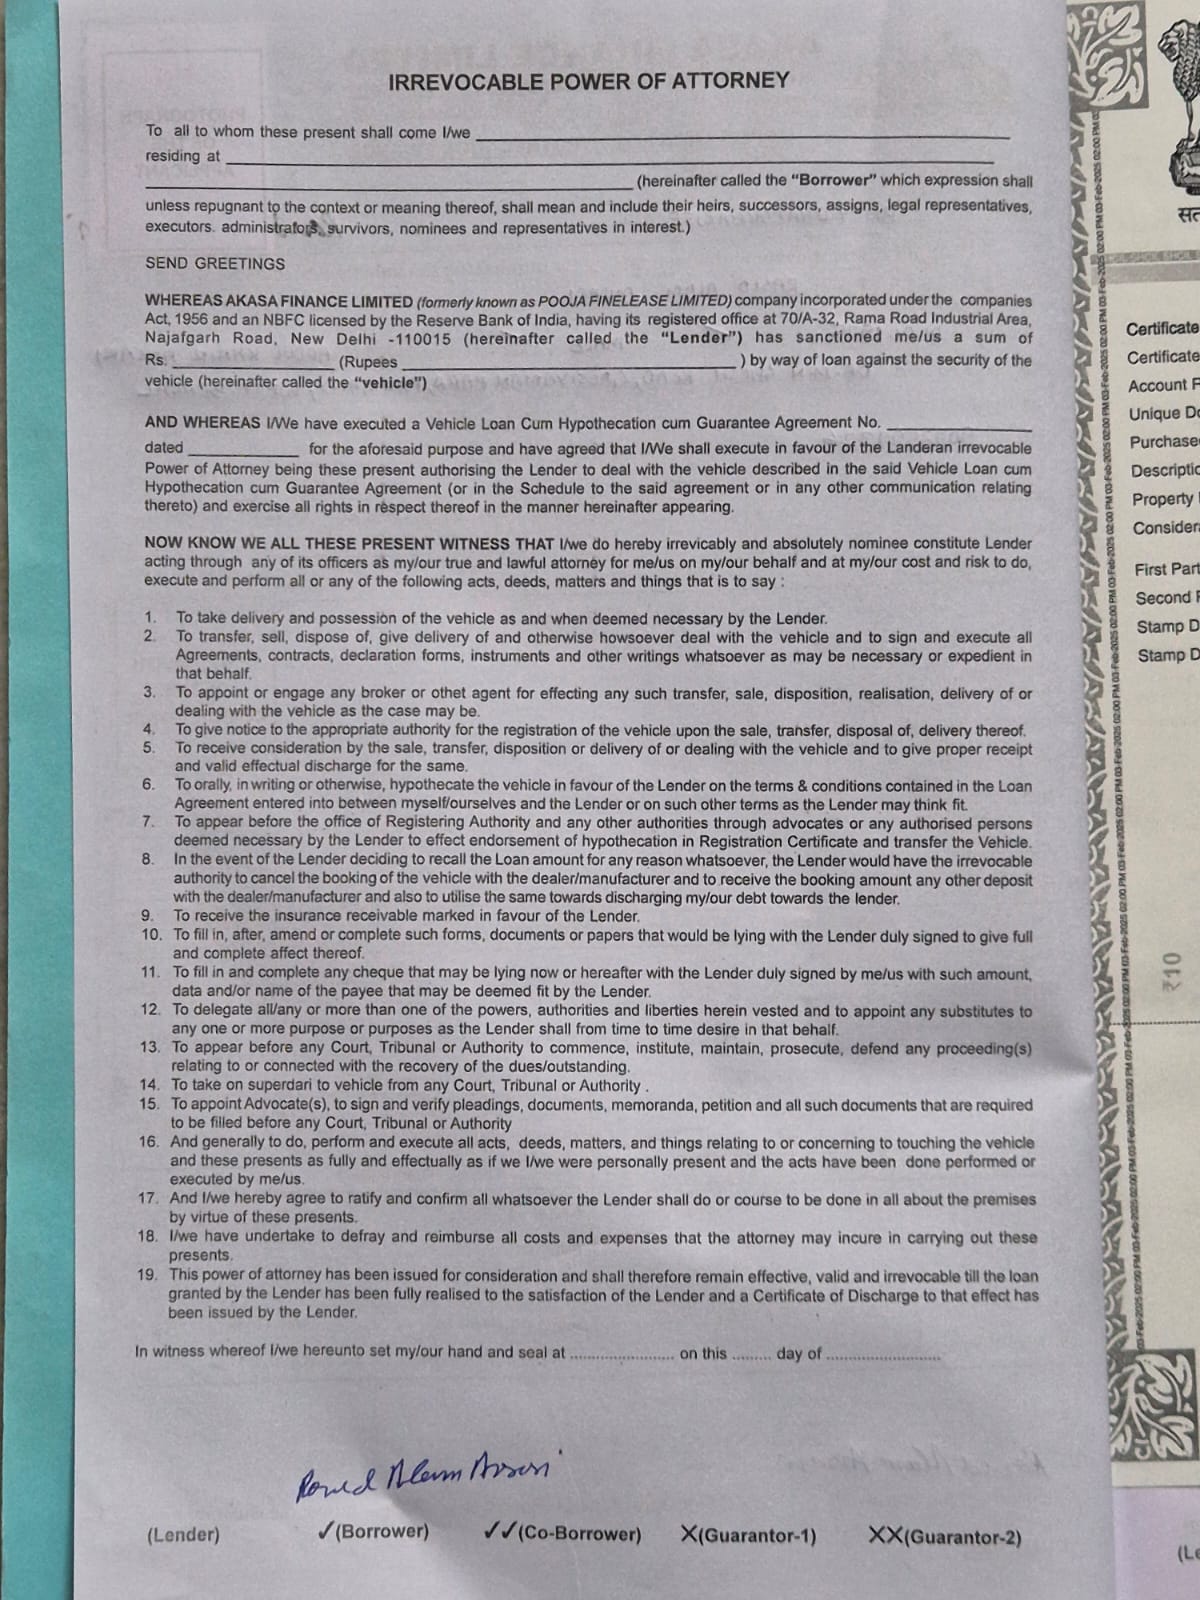 IRREVOCABLE POWER OF ATTORNEY
To all to whom these present shall come I/we
residing at
(hereinafter called the “Borrower” which expression shall
unless repugnant to the context or meaning thereof, shall mean and include their heirs, successors, assigns, legal representatives,
executors. administrators, survivors, nominees and representatives in interest.)
SEND GREETINGS
WHEREAS AKASA FINANCE LIMITED (formerly known as POOJA FINELEASE LIMITED) company incorporated under the companies
Act, 1956 and an NBFC licensed by the Reserve Bank of India, having its registered office at 70/A-32, Rama Road Industrial Area,
Najafgarh Road, New Delhi -110015 (hereinafter called the “Lender”) has sanctioned me/us a sum of
Rs. (Rupees ) by way of loan against the security of the
vehicle (hereinafter called the “vehicle”)
AND WHEREAS I/We have executed a Vehicle Loan Cum Hypothecation cum Guarantee Agreement No.
dated for the aforesaid purpose and have agreed that I/We shall execute in favour of the Landeran irrevocable
Power of Attorney being these present authorising the Lender to deal with the vehicle described in the said Vehicle Loan cum
Hypothecation cum Guarantee Agreement (or in the Schedule to the said agreement or in any other communication relating
thereto) and exercise all rights in respect thereof in the manner hereinafter appearing.
NOW KNOW WE ALL THESE PRESENT WITNESS THAT I/we do hereby irrevicably and absolutely nominee constitute Lender
acting through any of its officers as my/our true and lawful attorney for me/us on my/our behalf and at my/our cost and risk to do,
execute and perform all or any of the following acts, deeds, matters and things that is to say :
1. To take delivery and possession of the vehicle as and when deemed necessary by the Lender.
2. To transfer, sell, dispose of, give delivery of and otherwise howsoever deal with the vehicle and to sign and execute all
Agreements, contracts, declaration forms, instruments and other writings whatsoever as may be necessary or expedient in
that behalf.
3. To appoint or engage any broker or othet agent for effecting any such transfer, sale, disposition, realisation, delivery of or
dealing with the vehicle as the case may be.
4. To give notice to the appropriate authority for the registration of the vehicle upon the sale, transfer, disposal of, delivery thereof.
5. To receive consideration by the sale, transfer, disposition or delivery of or dealing with the vehicle and to give proper receipt
and valid effectual discharge for the same.
6. To orally, in writing or otherwise, hypothecate the vehicle in favour of the Lender on the terms & conditions contained in the Loan
Agreement entered into between myself/ourselves and the Lender or on such other terms as the Lender may think fit.
7. To appear before the office of Registering Authority and any other authorities through advocates or any authorised persons
deemed necessary by the Lender to effect endorsement of hypothecation in Registration Certificate and transfer the Vehicle.
8. In the event of the Lender deciding to recall the Loan amount for any reason whatsoever, the Lender would have the irrevocable
authority to cancel the booking of the vehicle with the dealer/manufacturer and to receive the booking amount any other deposit
with the dealer/manufacturer and also to utilise the same towards discharging my/our debt towards the lender.
9. To receive the insurance receivable marked in favour of the Lender.
10. To fill in, after, amend or complete such forms, documents or papers that would be lying with the Lender duly signed to give full
and complete affect thereof.
11. To fill in and complete any cheque that may be lying now or hereafter with the Lender duly signed by me/us with such amount,
data and/or name of the payee that may be deemed fit by the Lender.
12. To delegate all/any or more than one of the powers, authorities and liberties herein vested and to appoint any substitutes to
any one or more purpose or purposes as the Lender shall from time to time desire in that behalf.
13. To appear before any Court, Tribunal or Authority to commence, institute, maintain, prosecute, defend any proceeding(s)
relating to or connected with the recovery of the dues/outstanding.
14. To take on superdari to vehicle from any Court, Tribunal or Authority .
15. To appoint Advocate(s), to sign and verify pleadings, documents, memoranda, petition and all such documents that are required
to be filled before any Court, Tribunal or Authority
16. And generally to do, perform and execute all acts, deeds, matters, and things relating to or concerning to touching the vehicle
and these presents as fully and effectually as if we I/we were personally present and the acts have been done performed or
executed by me/us.
17. And I/we hereby agree to ratify and confirm all whatsoever the Lender shall do or course to be done in all about the premises
by virtue of these presents.
18. I/we have undertake to defray and reimburse all costs and expenses that the attorney may incure in carrying out these
presents.
19. This power of attorney has been issued for consideration and shall therefore remain effective, valid and irrevocable till the loan
granted by the Lender has been fully realised to the satisfaction of the Lender and a Certificate of Discharge to that effect has
been issued by the Lender.
In witness whereof I/we hereunto set my/our hand and seal at ....................... on this ......... day of .........................
Alam Ansari
(Lender) ✓(Borrower) ✓✓(Co-Borrower) X(Guarantor-1) XX(Guarantor-2)
सत
Certificate
Certificate
Account
Unique
Purchase
Property
First
Second
Stamp D
Stamp D
₹10
03-Feb-2025 02:00 PM